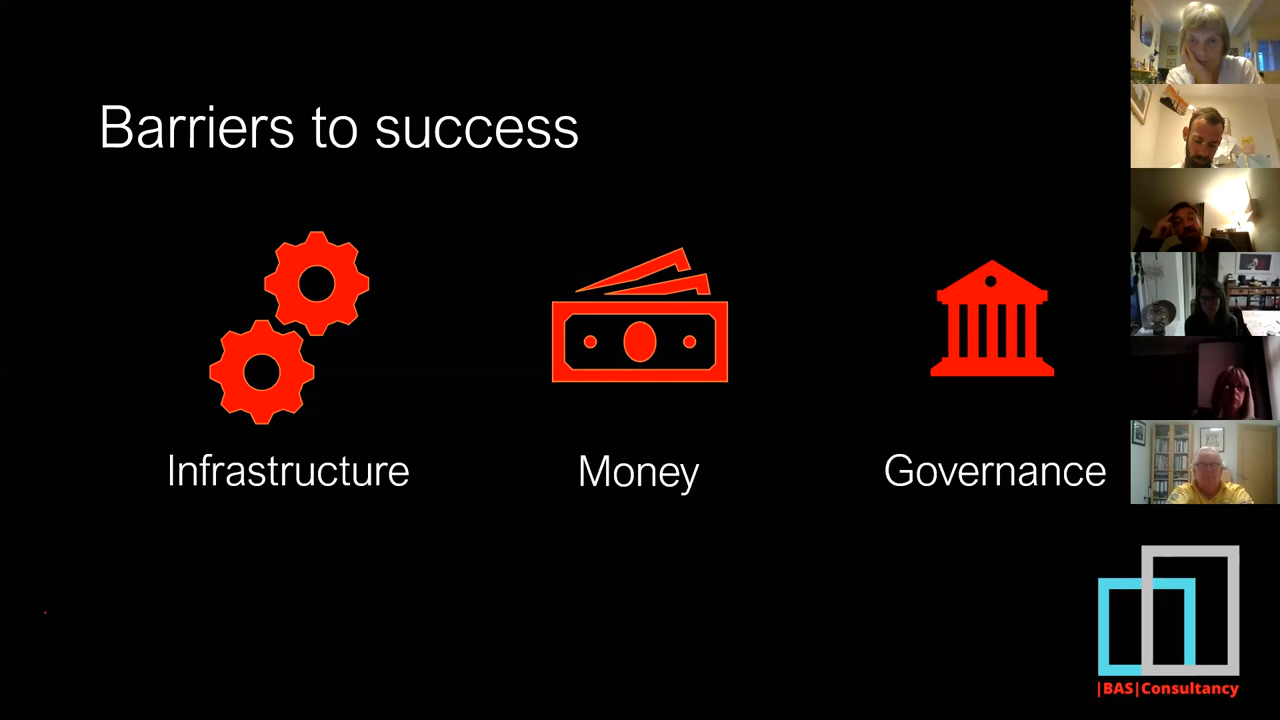 Barriers to success
Infrastructure
Money
Governance
|BAS|Consultancy